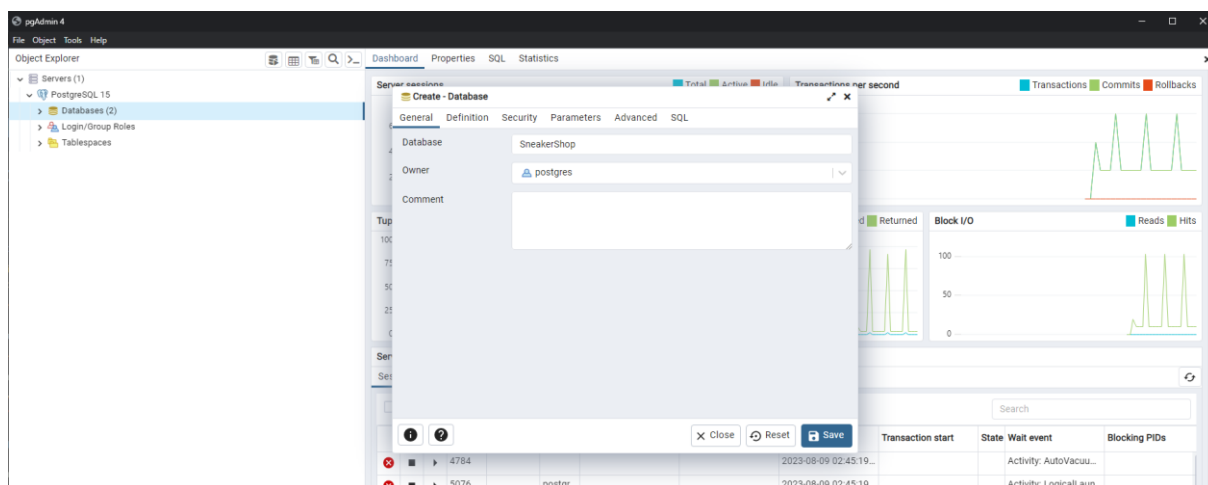 pgAdmin 4
File Object Tools Help
Object Explorer
Dashboard Properties SQL Statistics
Servers (1)
PostgreSQL 15
Databases (2)
Login/Group Roles
Tablespaces
Server sessions
Total Active Idle
Transactions per second
Transactions Commits Rollbacks
Create - Database
General Definition Security Parameters Advanced SQL
Database
SneakerShop
Owner
postgres
Comment
Returned
Block I/O
Reads Hits
100
50
0
Close
Reset
Save
Search
Transaction start
State
Wait event
Blocking PIDs
4784
2023-08-09 02:45:19...
Activity: AutoVacuu...
5076
postgr
2023-08-09 02:45:19